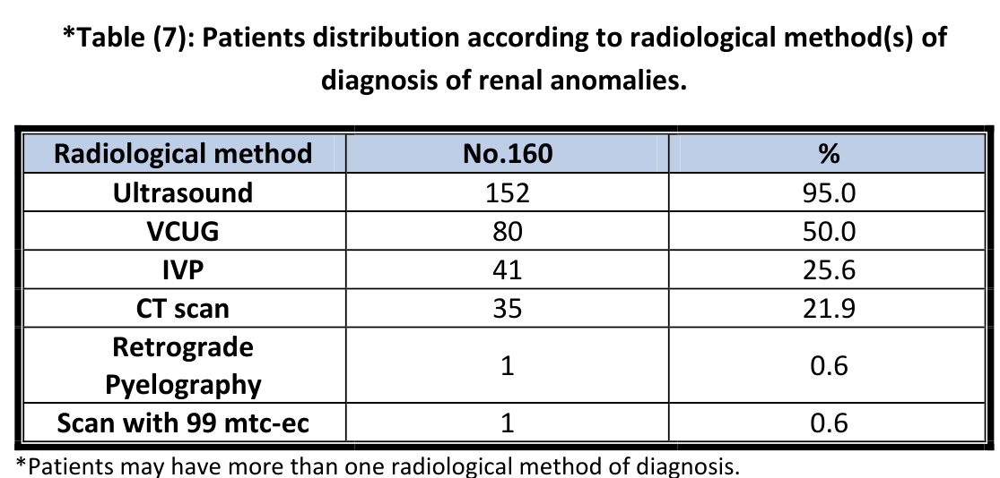 *Table (7): Patients distribution according to radiological method(s) of
diagnosis of renal anomalies.
Radiological method No.160 %
Ultrasound 152 95.0
VCUG 80 50.0
IVP 41 25.6
CT scan 35 21.9
Retrograde
Pyelography 1 0.6
Scan with 99 mtc-ec 1 0.6
*Patients may have more than one radiological method of diagnosis.